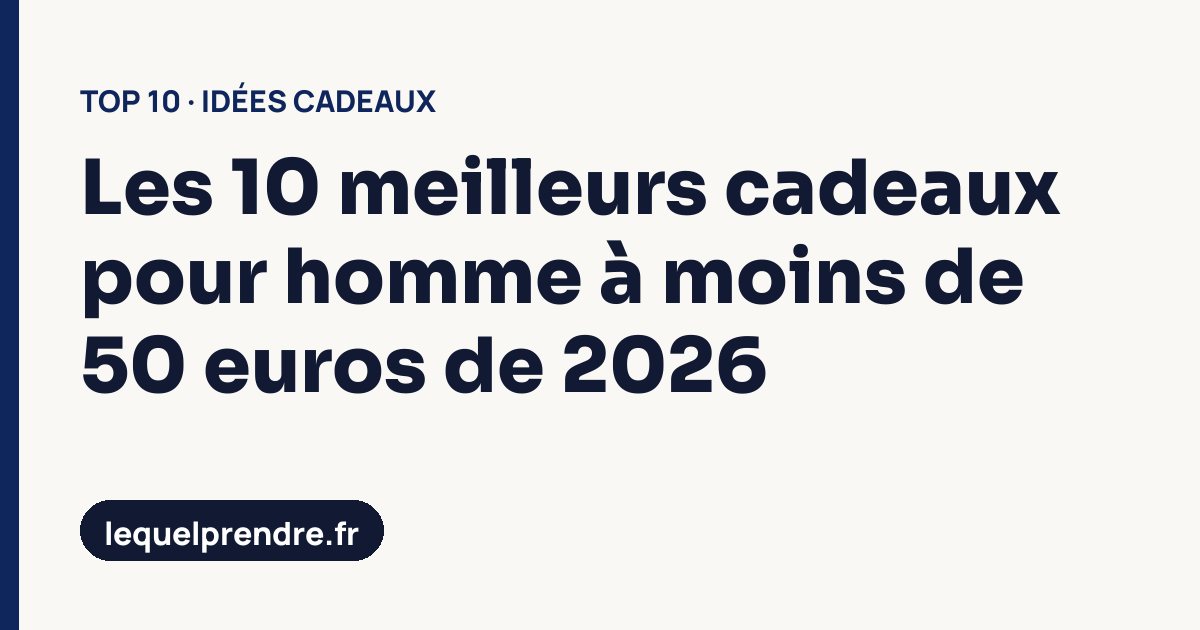 TOP 10 · IDÉES CADEAUX
Les 10 meilleurs cadeaux
pour homme à moins de
50 euros de 2026
lequelprendre.fr